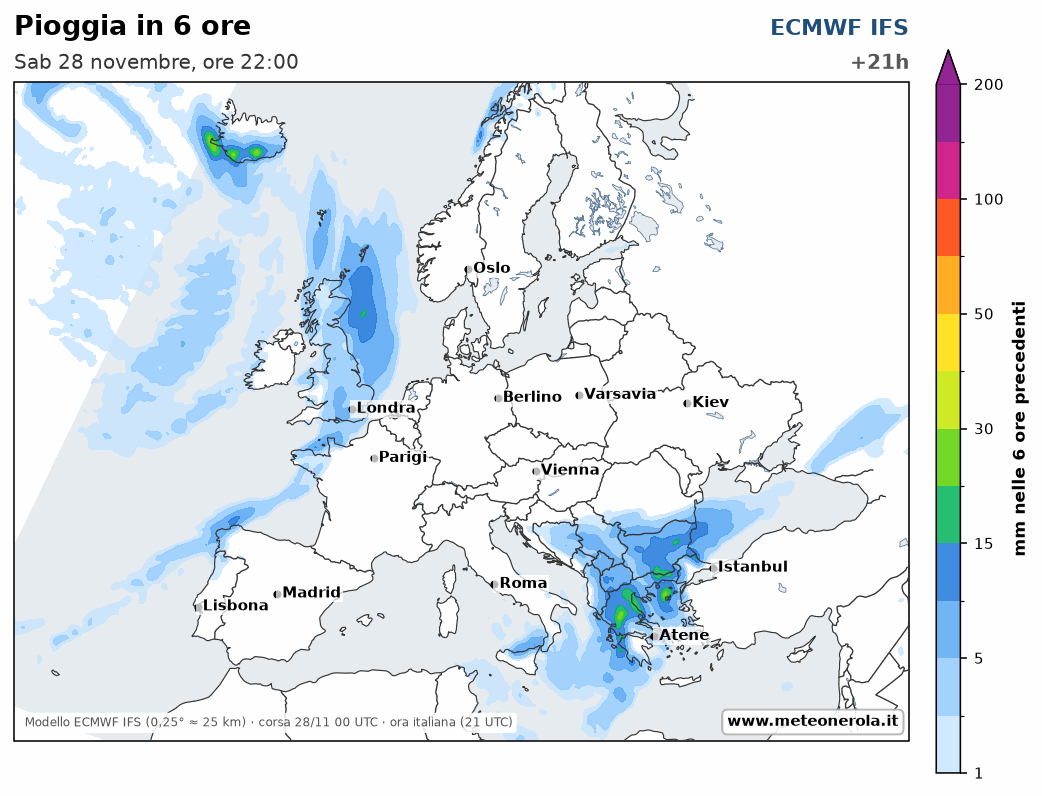 Pioggia in 6 ore
ECMWF IFS
Sab 28 novembre, ore 22:00
+21h
200
100
50
30
15
5
1
mm nelle 6 ore precedenti
Oslo
Berlino
Varsavia
Kiev
Londra
Parigi
Vienna
Istanbul
Roma
Madrid
Lisbona
Atene
Modello ECMWF IFS (0,25° ≈ 25 km) · corsa 28/11 00 UTC · ora italiana (21 UTC)
www.meteonerola.it